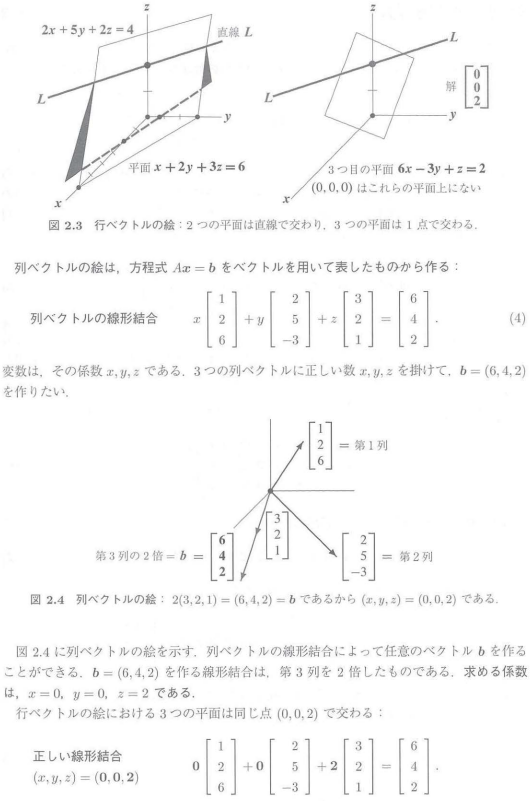 z
2x + 5y + 2z = 4
直線 L
L
y
平面 x + 2y + 3z = 6
x
z
L
L
解 [0 0 2]
y
3つ目の平面 6x − 3y + z = 2
x
(0,0,0) はこれらの平面上にない
図 2.3 行ベクトルの絵：2つの平面は直線で交わり，3つの平面は1点で交わる．
列ベクトルの絵は，方程式 Ax = b をベクトルを用いて表したものから作る：
列ベクトルの線形結合 x [1 2 6] + y [2 5 −3] + z [3 2 1] = [6 4 2] . (4)
変数は，その係数 x, y, z である．3つの列ベクトルに正しい数 x, y, z を掛けて，b = (6,4,2)
を作りたい．
[1 2 6] = 第1列
[3 2 1]
第3列の2倍 = b = [6 4 2]
[2 5 −3] = 第2列
図 2.4 列ベクトルの絵： 2(3,2,1) = (6,4,2) = b であるから (x,y,z) = (0,0,2) である．
図 2.4 に列ベクトルの絵を示す．列ベクトルの線形結合によって任意のベクトル b を作る
ことができる．b = (6,4,2) を作る線形結合は，第3列を2倍したものである．求める係数
は，x = 0，y = 0，z = 2 である．
行ベクトルの絵における3つの平面は同じ点 (0,0,2) で交わる：
正しい線形結合
(x,y,z) = (0,0,2)
0 [1 2 6] + 0 [2 5 −3] + 2 [3 2 1] = [6 4 2] .